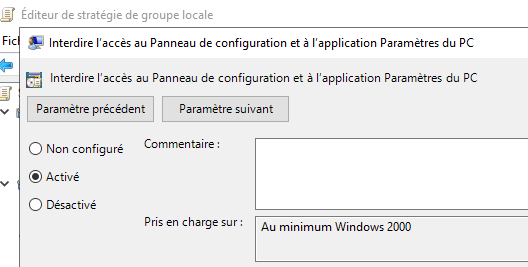 Éditeur de stratégie de groupe locale
Interdire l'accès au Panneau de configuration et à l'application Paramètres du PC
Fich
Interdire l'accès au Panneau de configuration et à l'application Paramètres du PC
Paramètre précédent Paramètre suivant
Non configuré Commentaire :
Activé
Désactivé
Pris en charge sur : Au minimum Windows 2000